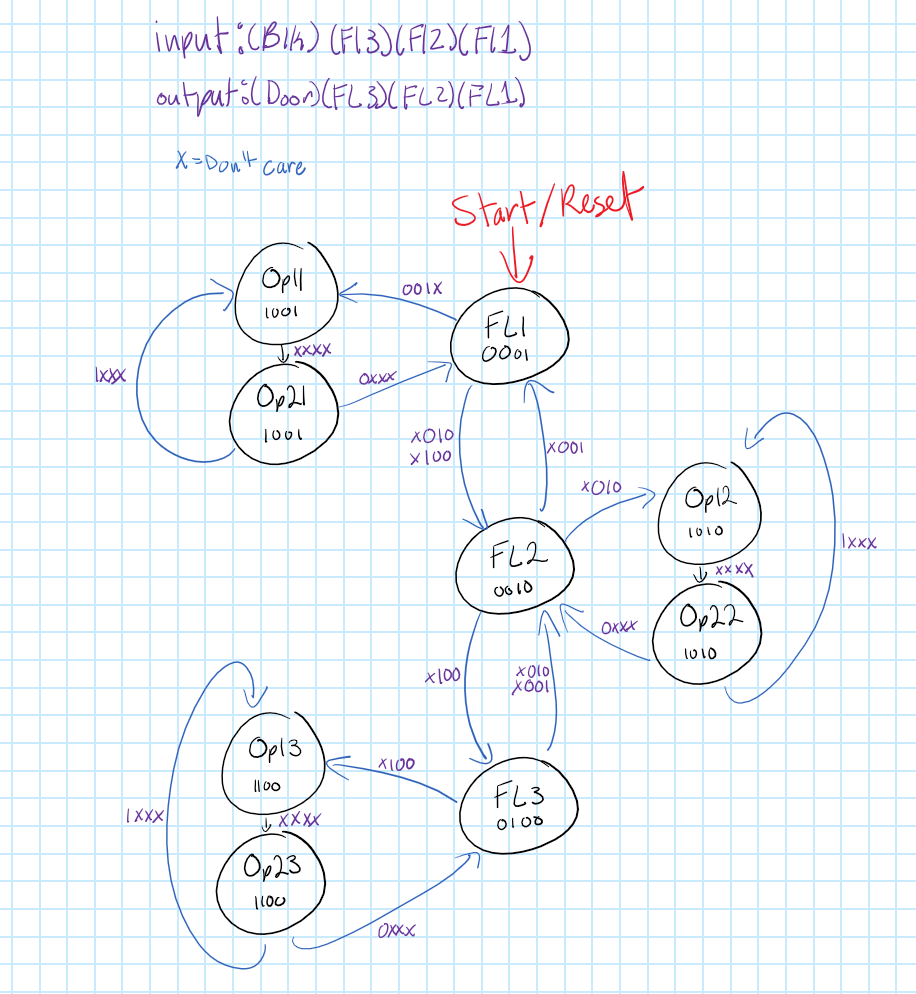 input:(Blk)(Fl3)(Fl2)(Fl1)
output:(Door)(FL3)(FL2)(FL1)
X=Don't care
Start/Reset
Op11
1001
001X
FL1
0001
XXXX
1XXX
0XXX
Op21
1001
X010
X100
X001
X010
Op12
1010
FL2
0010
XXXX
1XXX
Op22
1010
0XXX
X100
X010
X001
Op13
1100
X100
FL3
0100
1XXX
XXXX
Op23
1100
0XXX